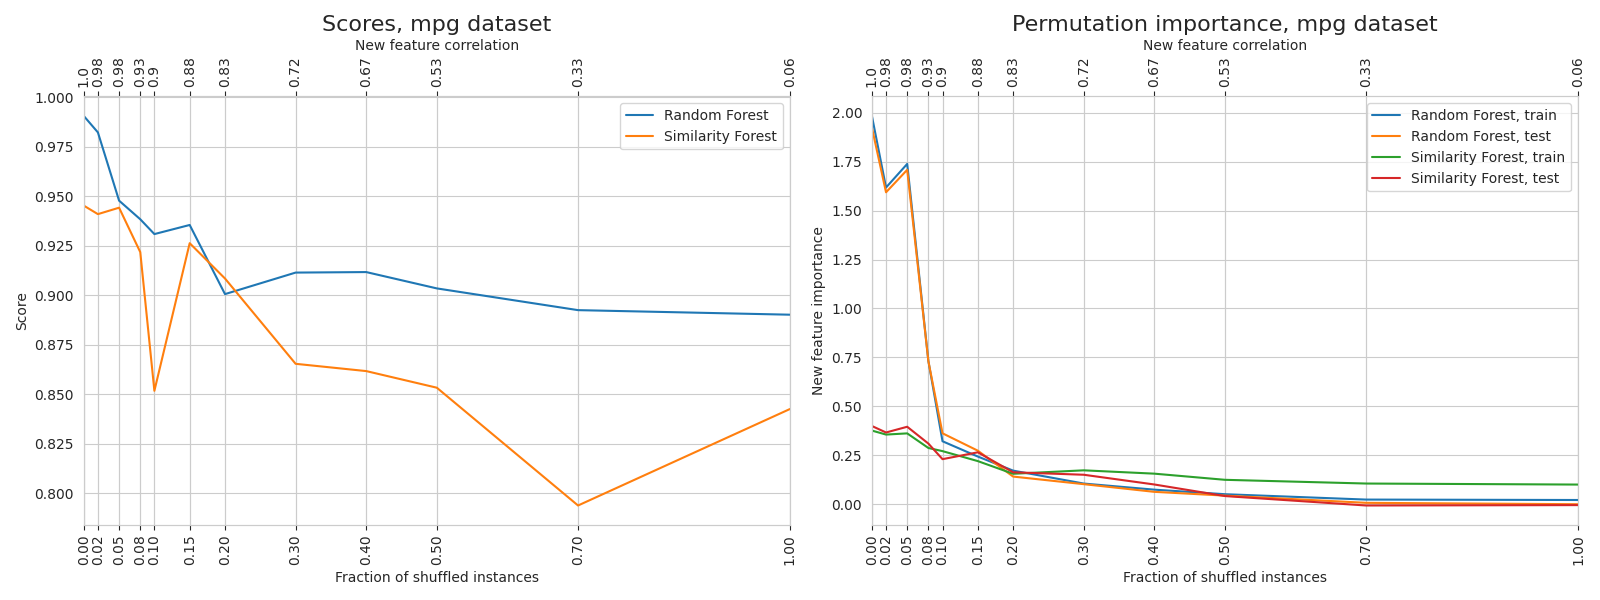 Scores, mpg dataset
New feature correlation
1.0 0.98 0.98 0.93 0.9 0.88 0.83 0.72 0.67 0.53 0.33 0.06
1.000
0.975
0.950
0.925
0.900
0.875
0.850
0.825
0.800
Score
Random Forest
Similarity Forest
0.00 0.02 0.05 0.08 0.10 0.15 0.20 0.30 0.40 0.50 0.70 1.00
Fraction of shuffled instances
Permutation importance, mpg dataset
New feature correlation
1.0 0.98 0.98 0.93 0.9 0.88 0.83 0.72 0.67 0.53 0.33 0.06
2.00
1.75
1.50
1.25
1.00
0.75
0.50
0.25
0.00
New feature importance
Random Forest, train
Random Forest, test
Similarity Forest, train
Similarity Forest, test
0.00 0.02 0.05 0.08 0.10 0.15 0.20 0.30 0.40 0.50 0.70 1.00
Fraction of shuffled instances